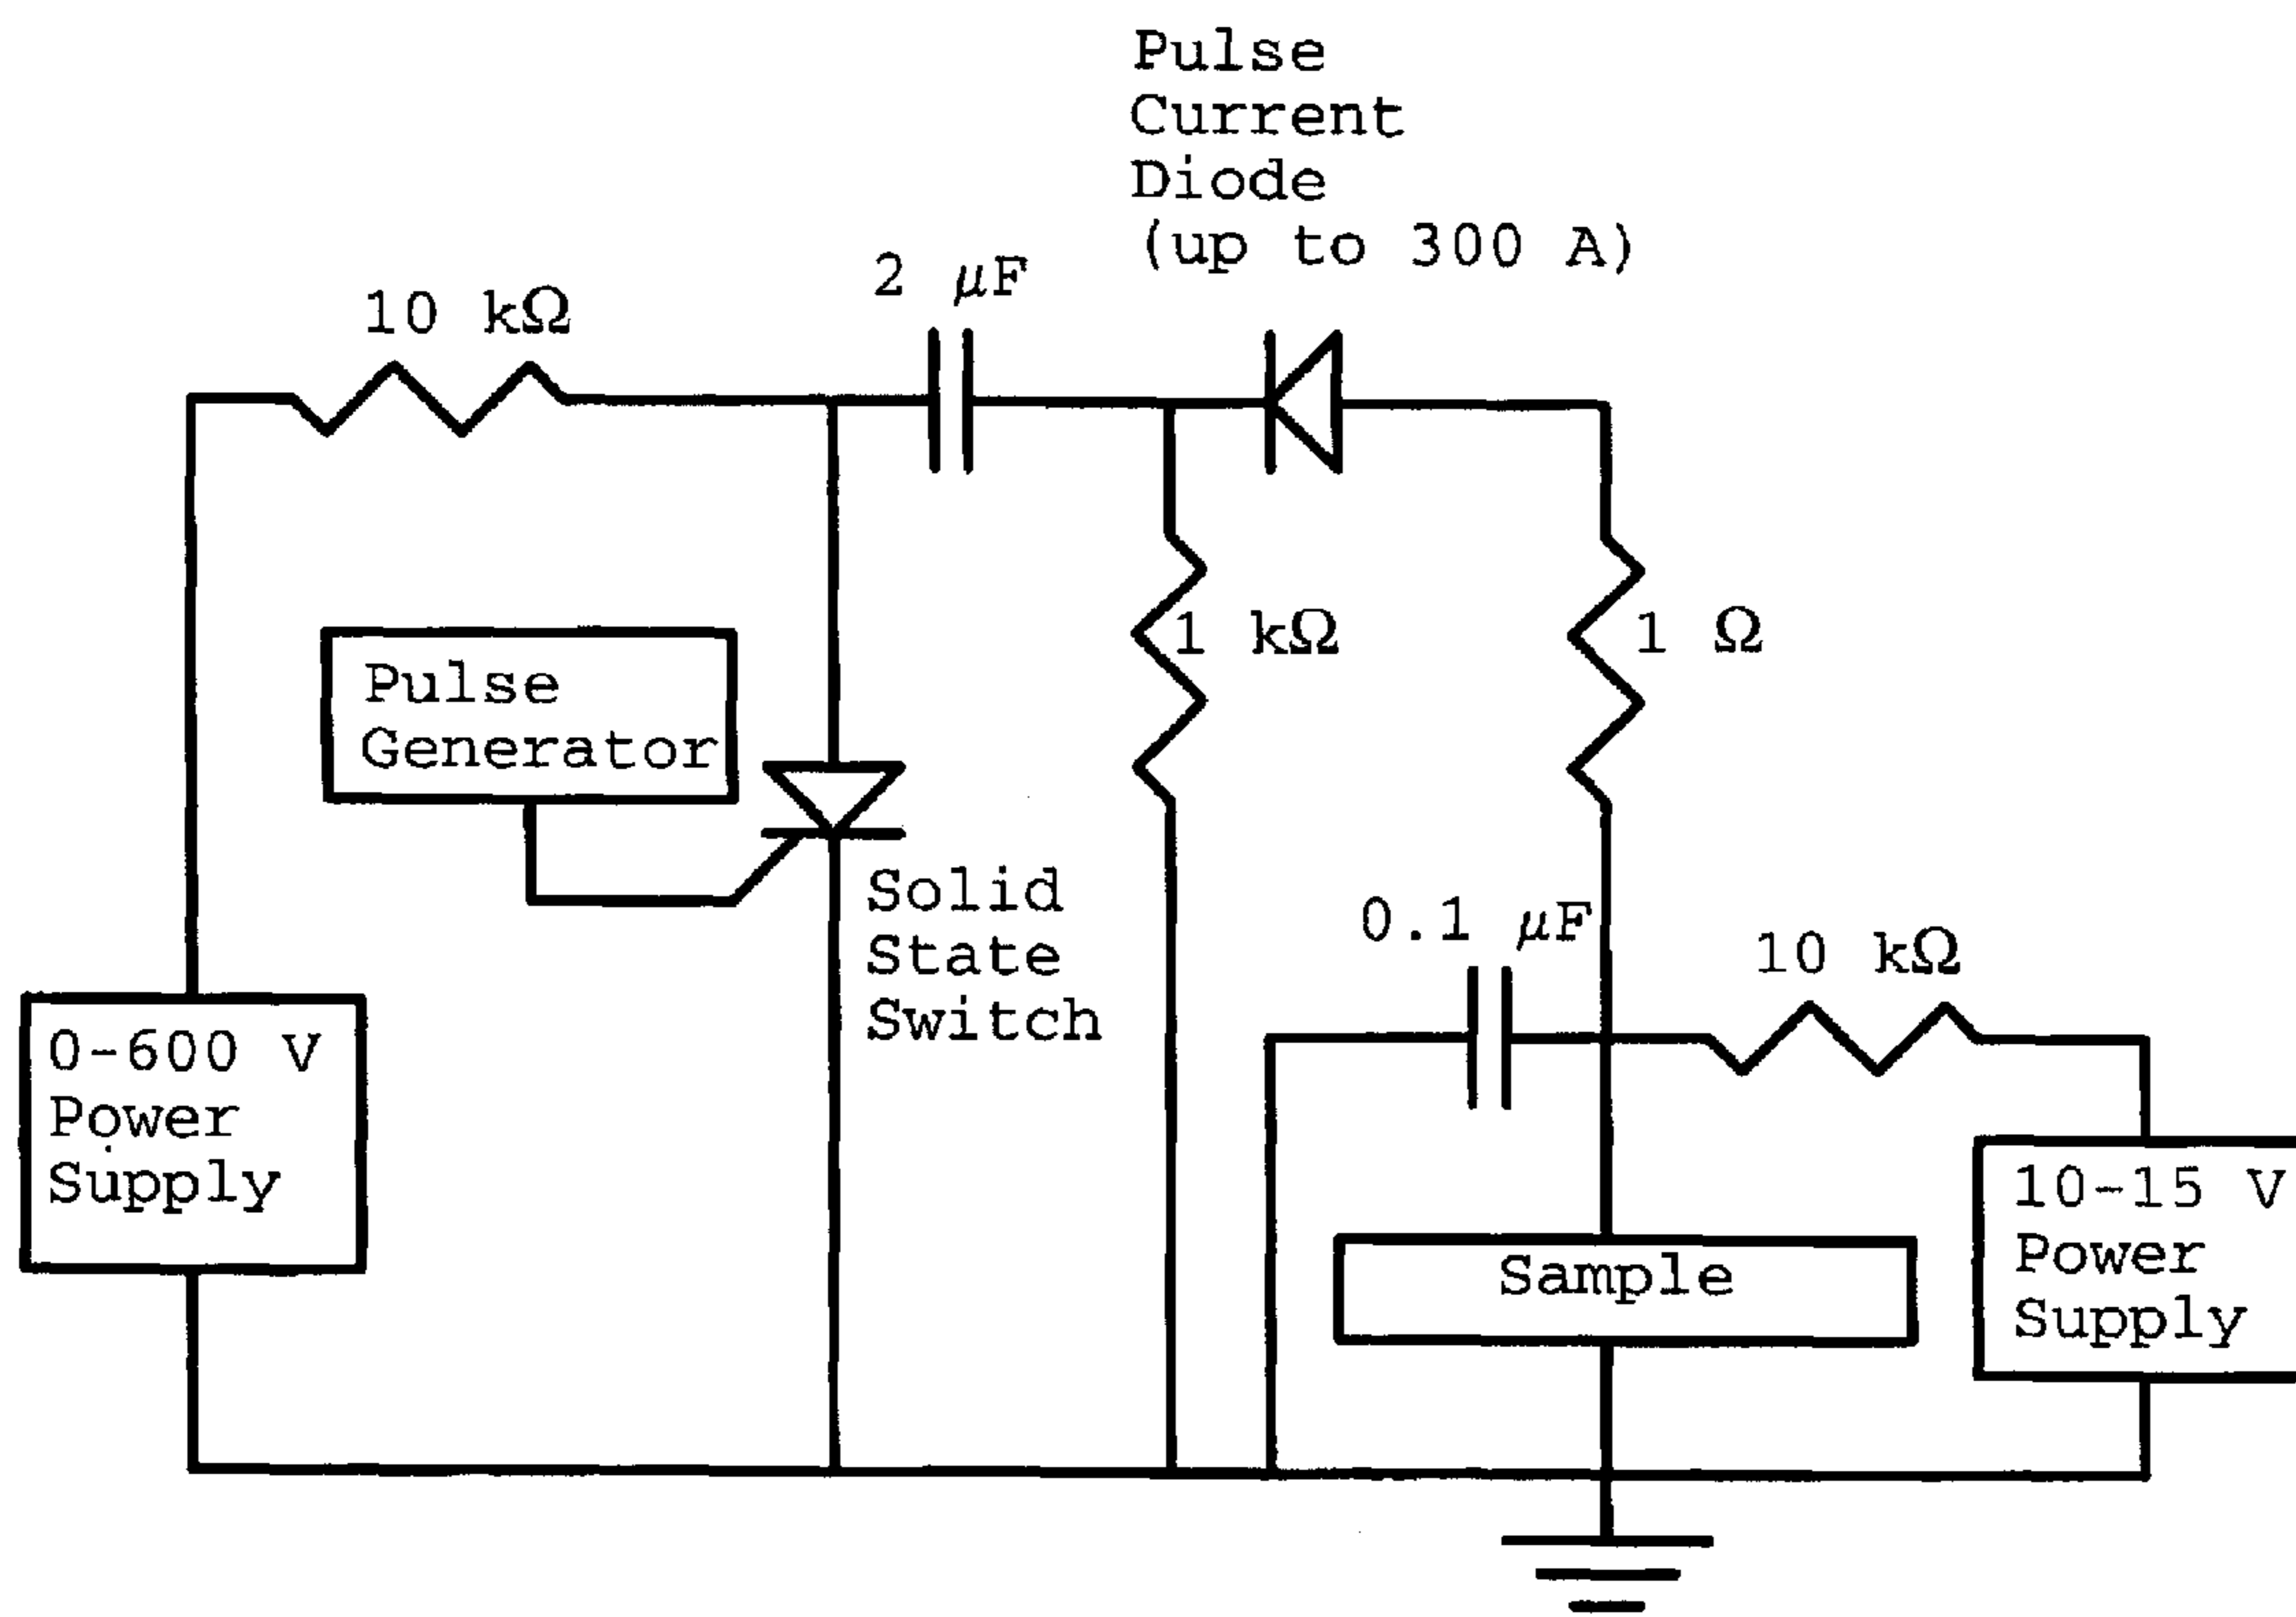 Pulse
Current
Diode
(up to 300 A)
2 μF
10 kΩ
Pulse
Generator
1 kΩ
1 Ω
Solid
State
Switch
0.1 μF
10 kΩ
0-600 V
Power
Supply
10-15 V
Power
Supply
Sample